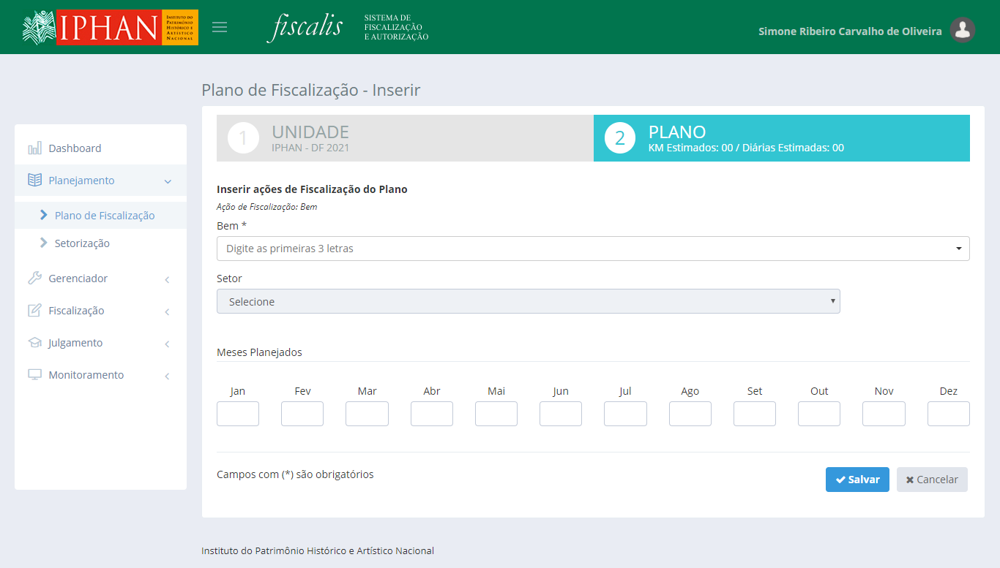 IPHAN
INSTITUTO DO
PATRIMÔNIO
HISTÓRICO E
ARTÍSTICO
NACIONAL
fiscalis
SISTEMA DE
FISCALIZAÇÃO
E AUTORIZAÇÃO
Simone Ribeiro Carvalho de Oliveira
Plano de Fiscalização - Inserir
Dashboard
Planejamento
Plano de Fiscalização
Setorização
Gerenciador
Fiscalização
Julgamento
Monitoramento
1
UNIDADE
IPHAN - DF 2021
2
PLANO
KM Estimados: 00 / Diárias Estimadas: 00
Inserir ações de Fiscalização do Plano
Ação de Fiscalização: Bem
Bem *
Digite as primeiras 3 letras
Setor
Selecione
Meses Planejados
Jan Fev Mar Abr Mai Jun Jul Ago Set Out Nov Dez
Campos com (*) são obrigatórios
Salvar Cancelar
Instituto do Patrimônio Histórico e Artístico Nacional